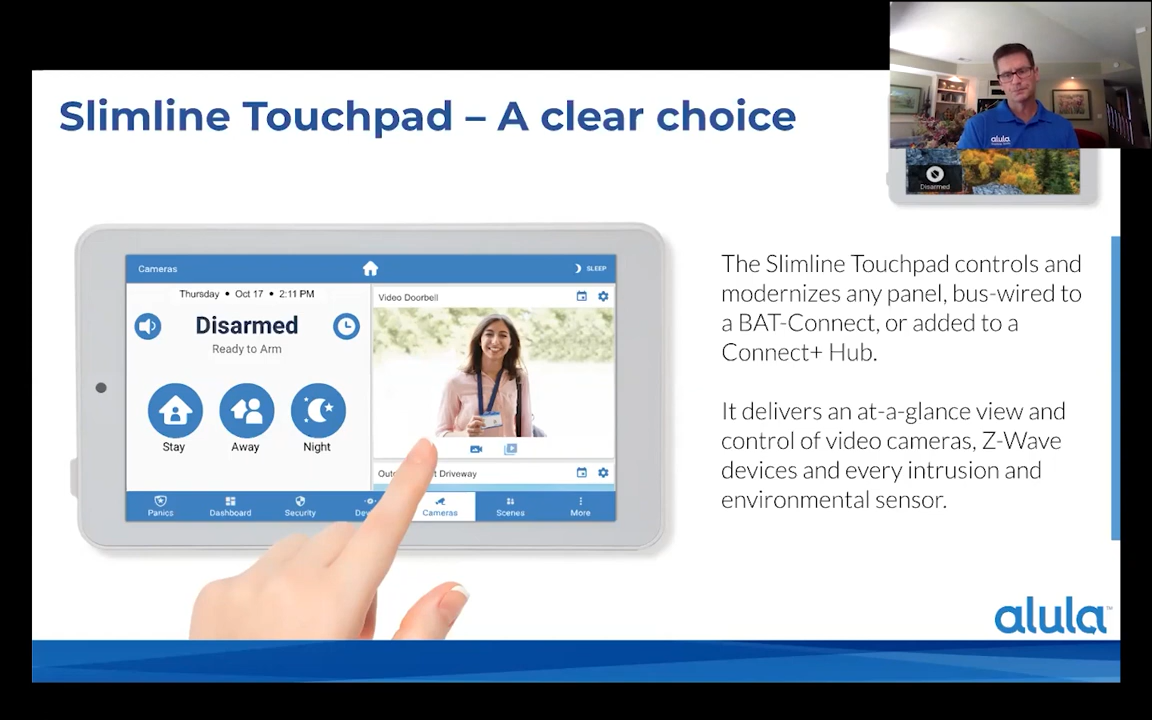 Slimline Touchpad – A clear choice
alula
Disarmed
Cameras
SLEEP
Thursday • Oct 17 • 2:11 PM
Disarmed
Ready to Arm
Stay
Away
Night
Video Doorbell
Driveway
Panics
Dashboard
Security
Cameras
Scenes
More
The Slimline Touchpad controls and
modernizes any panel, bus-wired to
a BAT-Connect, or added to a
Connect+ Hub.
It delivers an at-a-glance view and
control of video cameras, Z-Wave
devices and every intrusion and
environmental sensor.
alula™